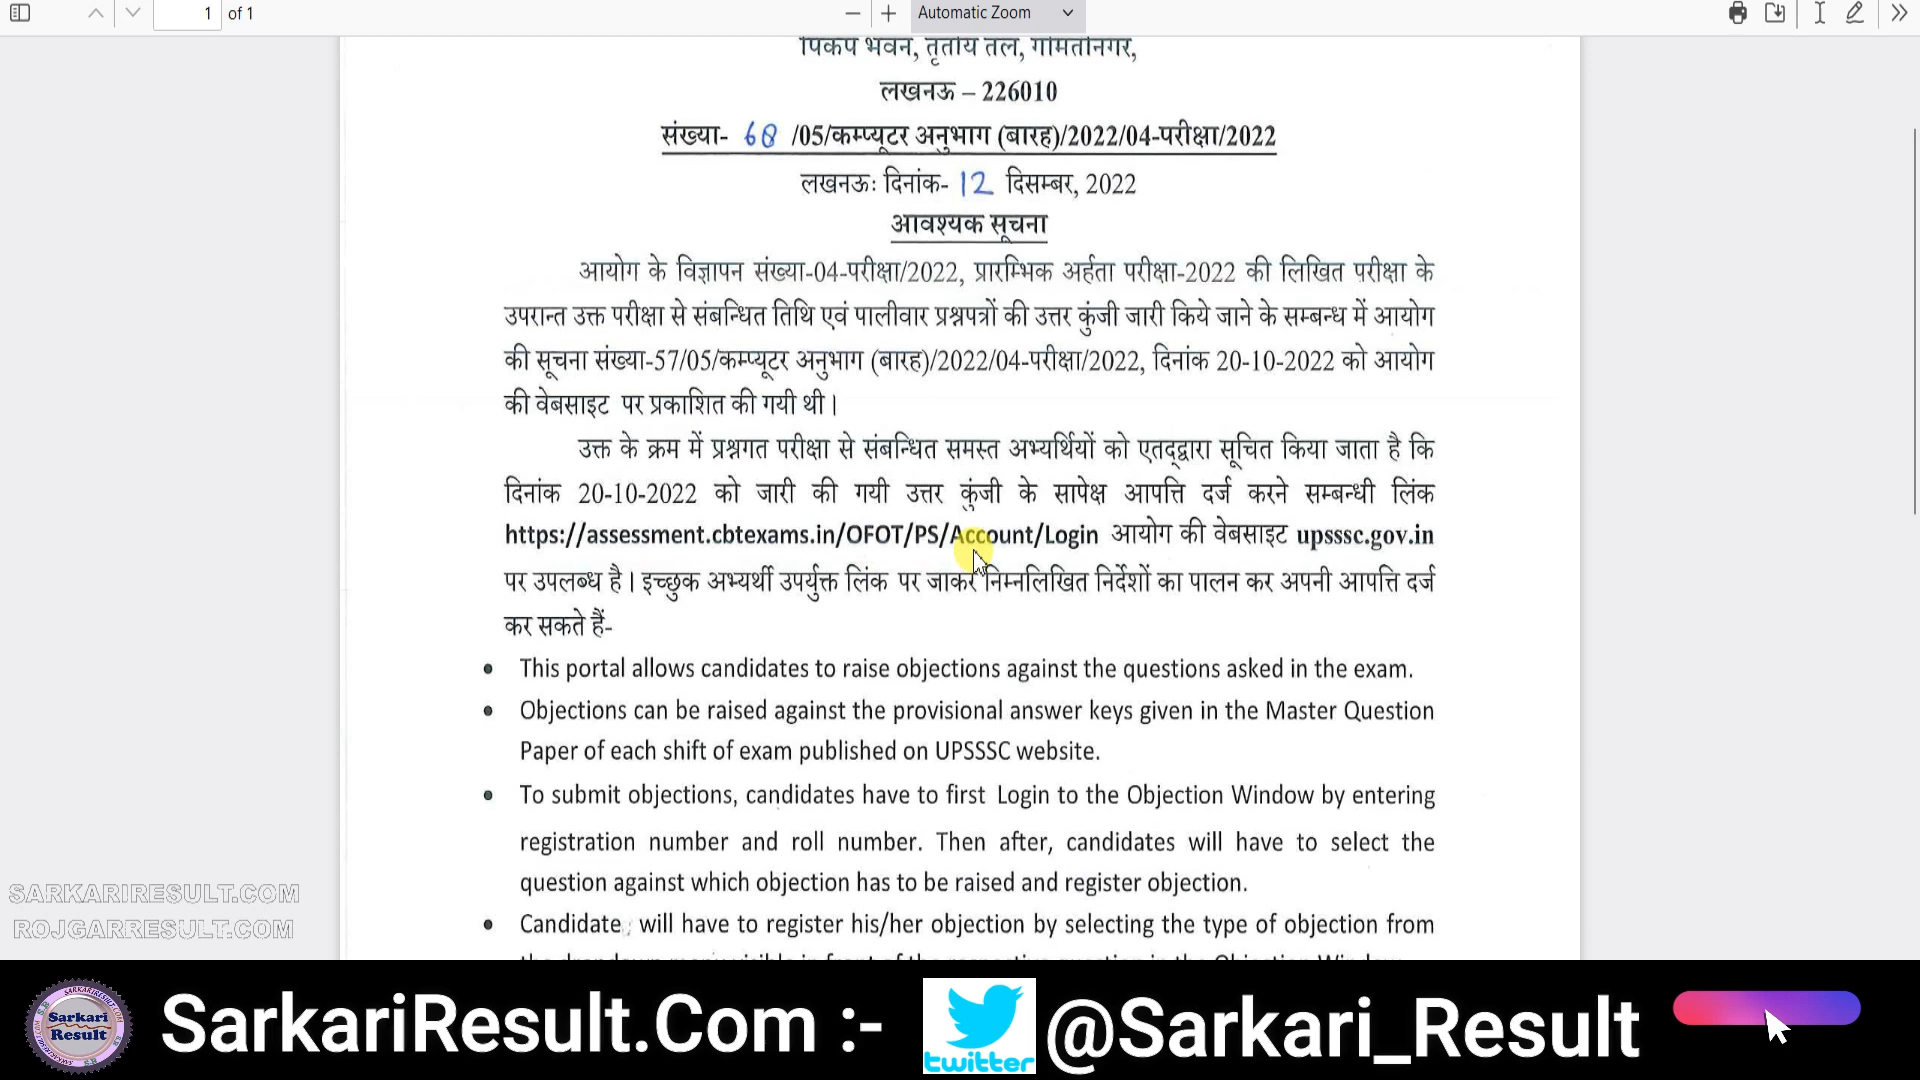 1 of 1 Automatic Zoom
पिकप भवन, तृतीय तल, गोमतीनगर,
लखनऊ – 226010
संख्या- 68 /05/कम्प्यूटर अनुभाग (बारह)/2022/04-परीक्षा/2022
लखनऊः दिनांक- 12 दिसम्बर, 2022
आवश्यक सूचना
आयोग के विज्ञापन संख्या-04-परीक्षा/2022, प्रारम्भिक अर्हता परीक्षा-2022 की लिखित परीक्षा के
उपरान्त उक्त परीक्षा से संबन्धित तिथि एवं पालीवार प्रश्नपत्रों की उत्तर कुंजी जारी किये जाने के सम्बन्ध में आयोग
की सूचना संख्या-57/05/कम्प्यूटर अनुभाग (बारह)/2022/04-परीक्षा/2022, दिनांक 20-10-2022 को आयोग
की वेबसाइट पर प्रकाशित की गयी थी।
उक्त के क्रम में प्रश्नगत परीक्षा से संबन्धित समस्त अभ्यर्थियों को एतद्द्वारा सूचित किया जाता है कि
दिनांक 20-10-2022 को जारी की गयी उत्तर कुंजी के सापेक्ष आपत्ति दर्ज करने सम्बन्धी लिंक
https://assessment.cbtexams.in/OFOT/PS/Account/Login आयोग की वेबसाइट upsssc.gov.in
पर उपलब्ध है। इच्छुक अभ्यर्थी उपर्युक्त लिंक पर जाकर निम्नलिखित निर्देशों का पालन कर अपनी आपत्ति दर्ज
कर सकते हैं-
• This portal allows candidates to raise objections against the questions asked in the exam.
• Objections can be raised against the provisional answer keys given in the Master Question
Paper of each shift of exam published on UPSSSC website.
• To submit objections, candidates have to first Login to the Objection Window by entering
registration number and roll number. Then after, candidates will have to select the
question against which objection has to be raised and register objection.
• Candidate will have to register his/her objection by selecting the type of objection from
SARKARIRESULT.COM
ROJGARRESULT.COM
Sarkari
Result
SarkariResult.Com :- twitter @Sarkari_Result